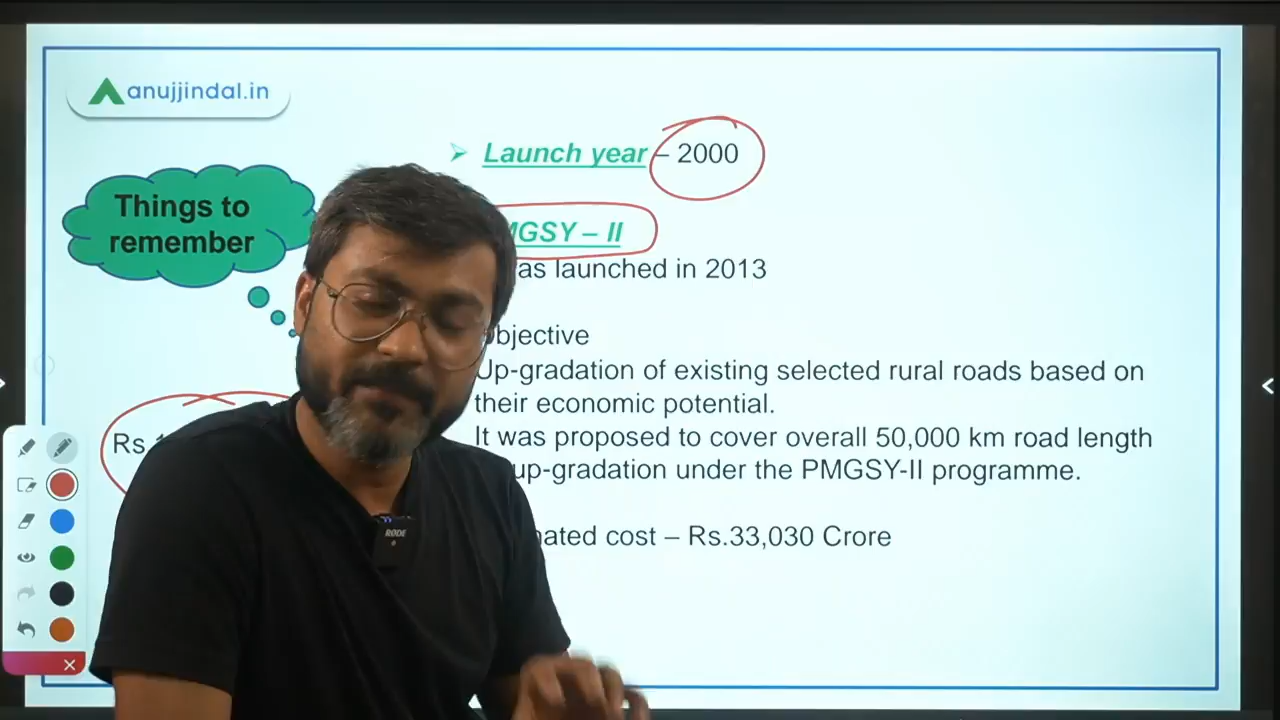 anujjindal.in
Launch year – 2000
Things to
remember
MGSY – II
as launched in 2013
bjective
Up-gradation of existing selected rural roads based on
their economic potential.
Rs.
It was proposed to cover overall 50,000 km road length
up-gradation under the PMGSY-II programme.
ated cost – Rs.33,030 Crore
RØDE